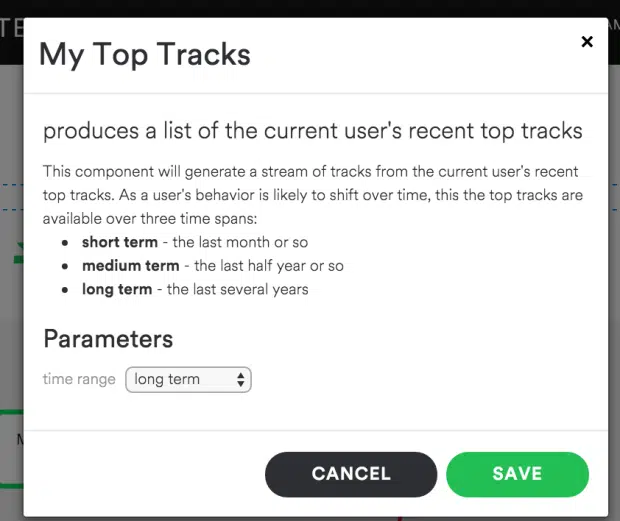 My Top Tracks
produces a list of the current user's recent top tracks
This component will generate a stream of tracks from the current user's recent
top tracks. As a user's behavior is likely to shift over time, this the top tracks are
available over three time spans:
short term - the last month or so
medium term - the last half year or so
long term - the last several years
Parameters
time range long term
CANCEL SAVE